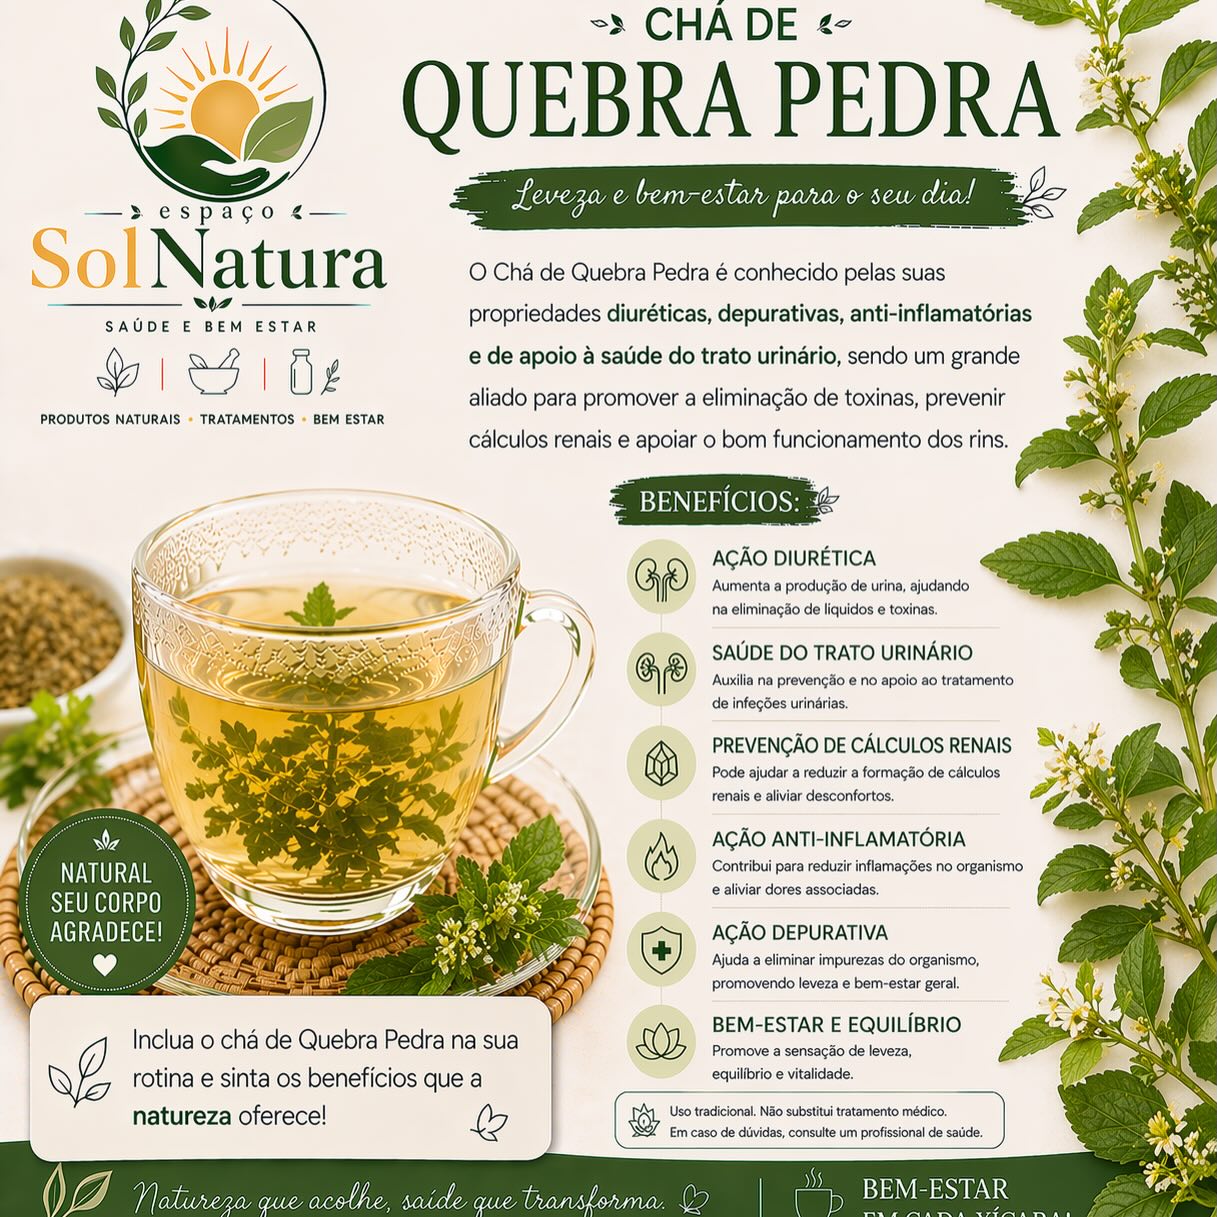 CHÁ DE
QUEBRA PEDRA
Leveza e bem-estar para o seu dia!
espaço
SolNatura
SAÚDE E BEM ESTAR
PRODUTOS NATURAIS • TRATAMENTOS • BEM ESTAR
O Chá de Quebra Pedra é conhecido pelas suas
propriedades diuréticas, depurativas, anti-inflamatórias
e de apoio à saúde do trato urinário, sendo um grande
aliado para promover a eliminação de toxinas, prevenir
cálculos renais e apoiar o bom funcionamento dos rins.
BENEFÍCIOS:
AÇÃO DIURÉTICA
Aumenta a produção de urina, ajudando
na eliminação de líquidos e toxinas.
SAÚDE DO TRATO URINÁRIO
Auxilia na prevenção e no apoio ao tratamento
de infeções urinárias.
PREVENÇÃO DE CÁLCULOS RENAIS
Pode ajudar a reduzir a formação de cálculos
renais e aliviar desconfortos.
AÇÃO ANTI-INFLAMATÓRIA
Contribui para reduzir inflamações no organismo
e aliviar dores associadas.
AÇÃO DEPURATIVA
Ajuda a eliminar impurezas do organismo,
promovendo leveza e bem-estar geral.
BEM-ESTAR E EQUILÍBRIO
Promove a sensação de leveza,
equilíbrio e vitalidade.
NATURAL
SEU CORPO
AGRADECE!
Inclua o chá de Quebra Pedra na sua
rotina e sinta os benefícios que a
natureza oferece!
Uso tradicional. Não substitui tratamento médico.
Em caso de dúvidas, consulte um profissional de saúde.
Natureza que acolhe, saúde que transforma.
BEM-ESTAR
EM CADA XÍCARA!